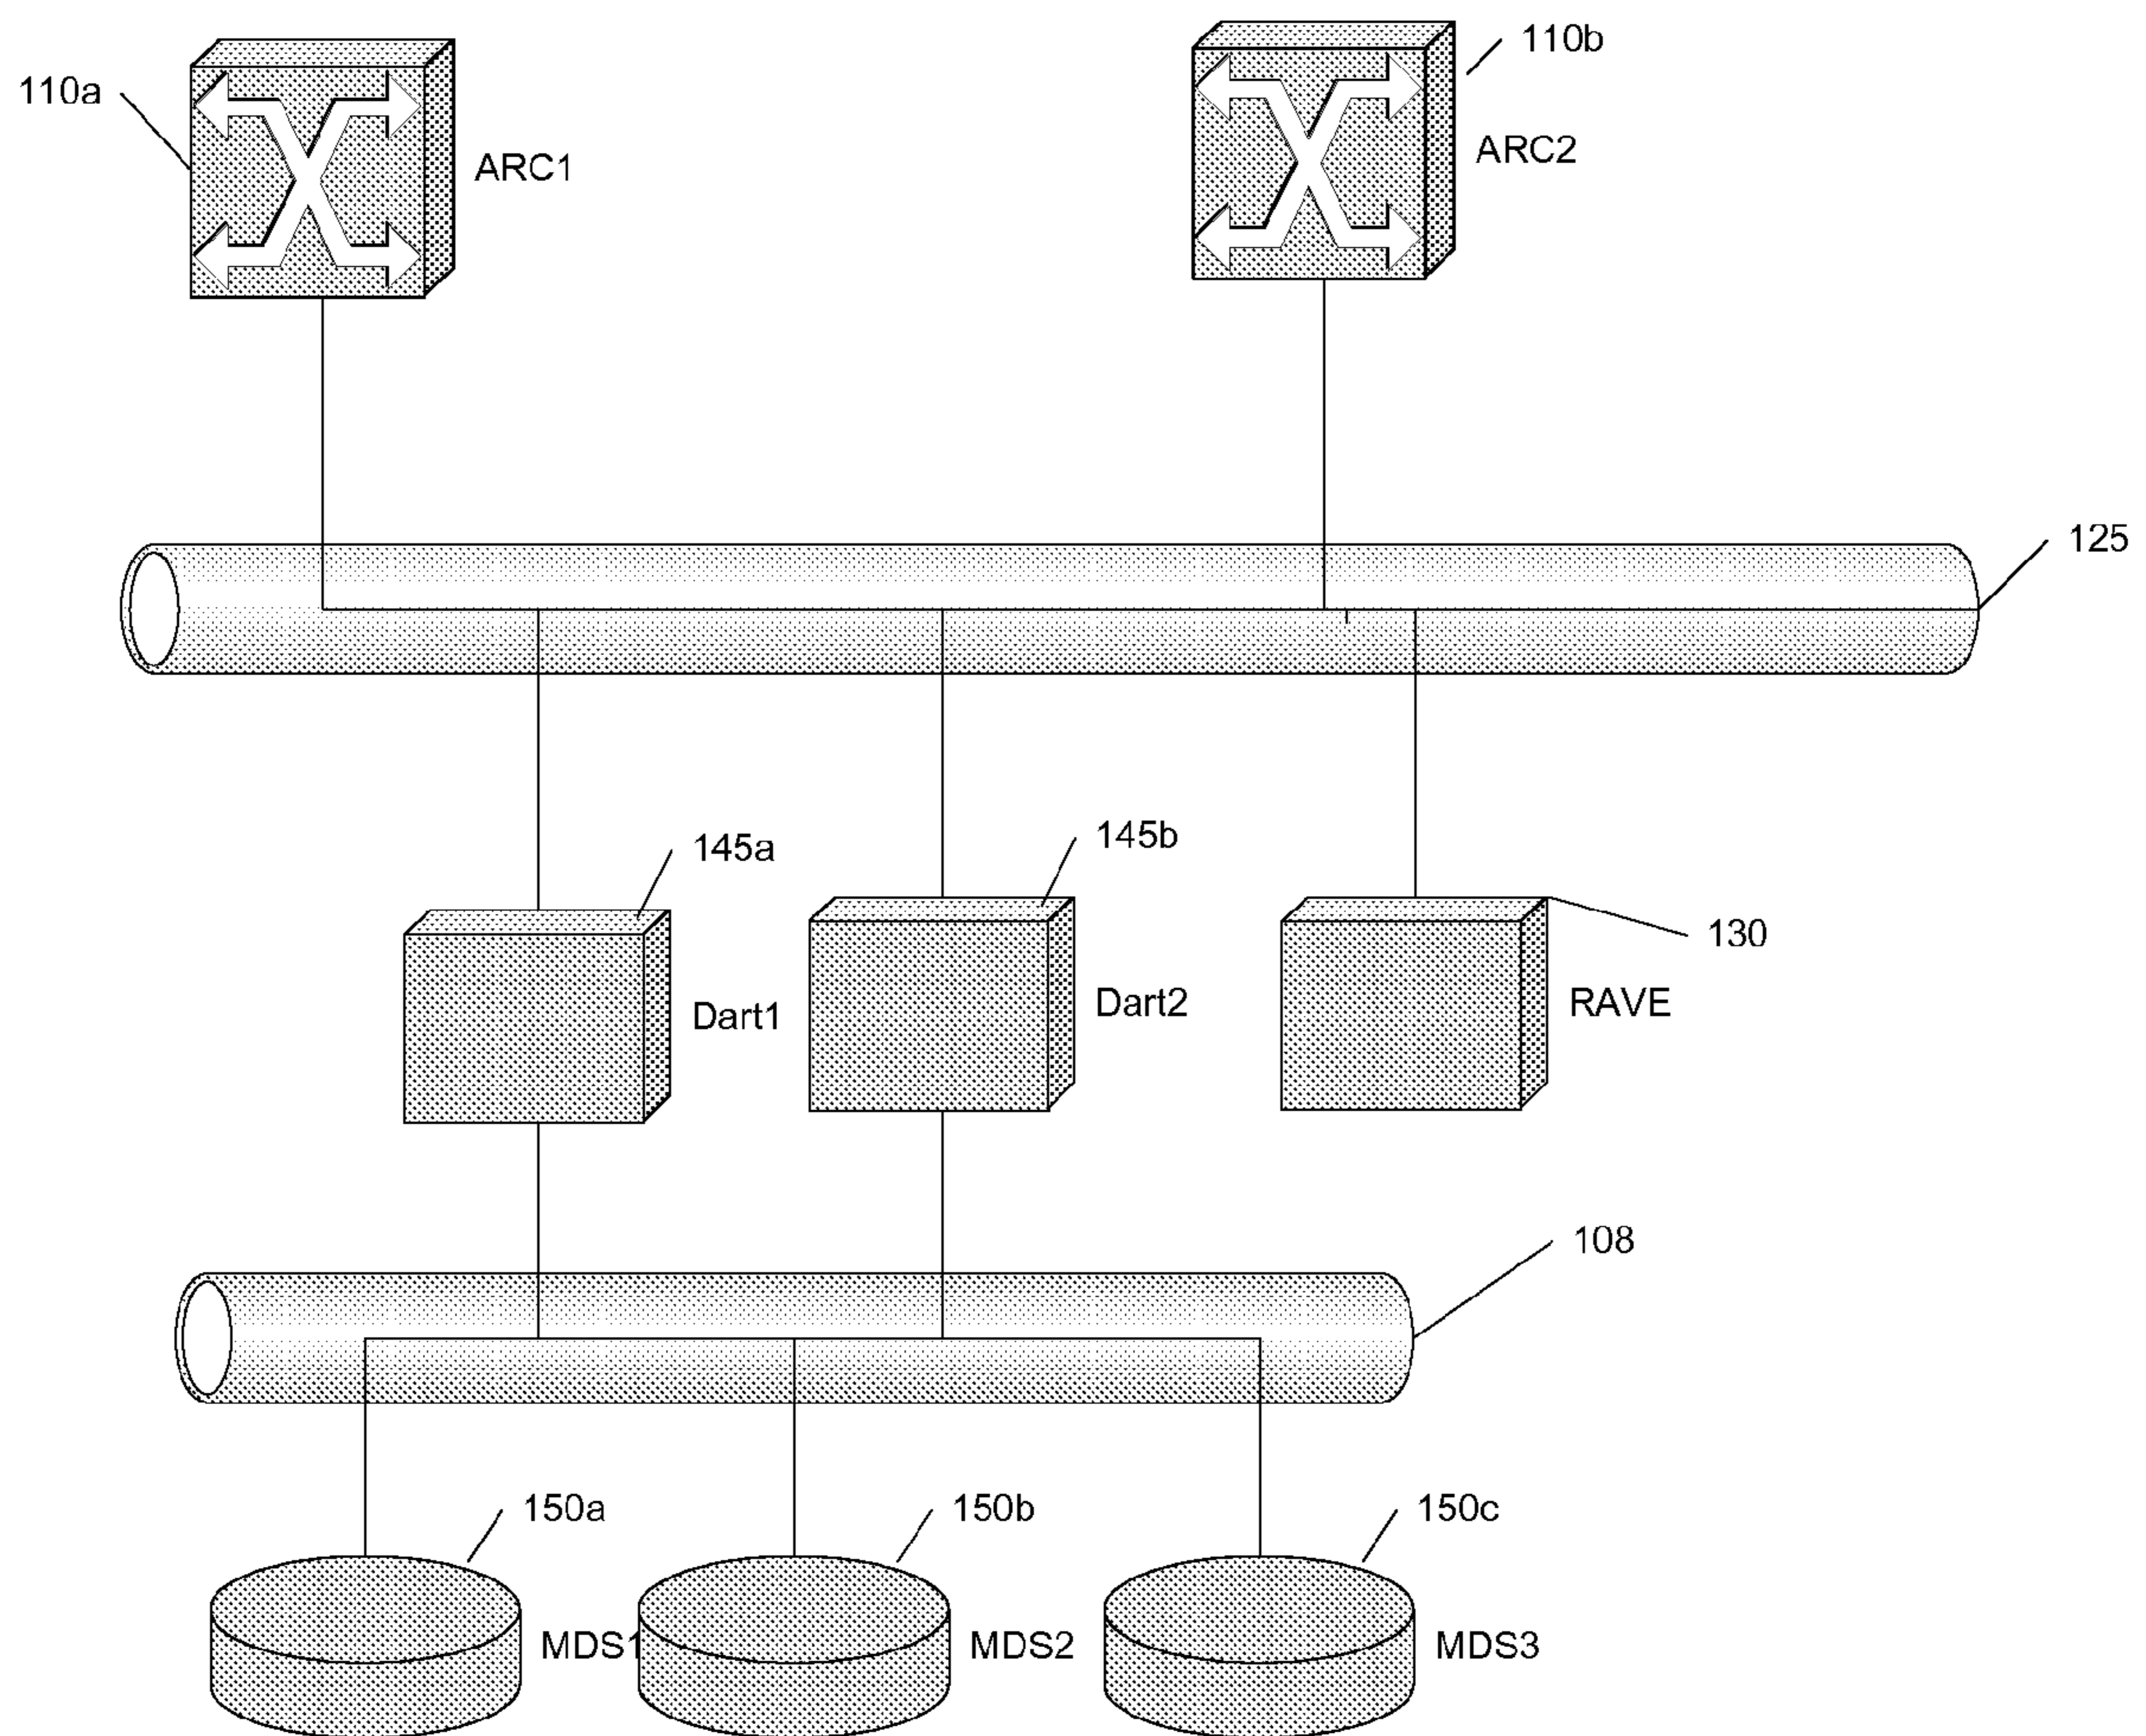 110b
110a
ARC1
ARC2
125
145a
145b
130
Dart1
Dart2
RAVE
108
150a
150b
150c
MDS1
MDS2
MDS3